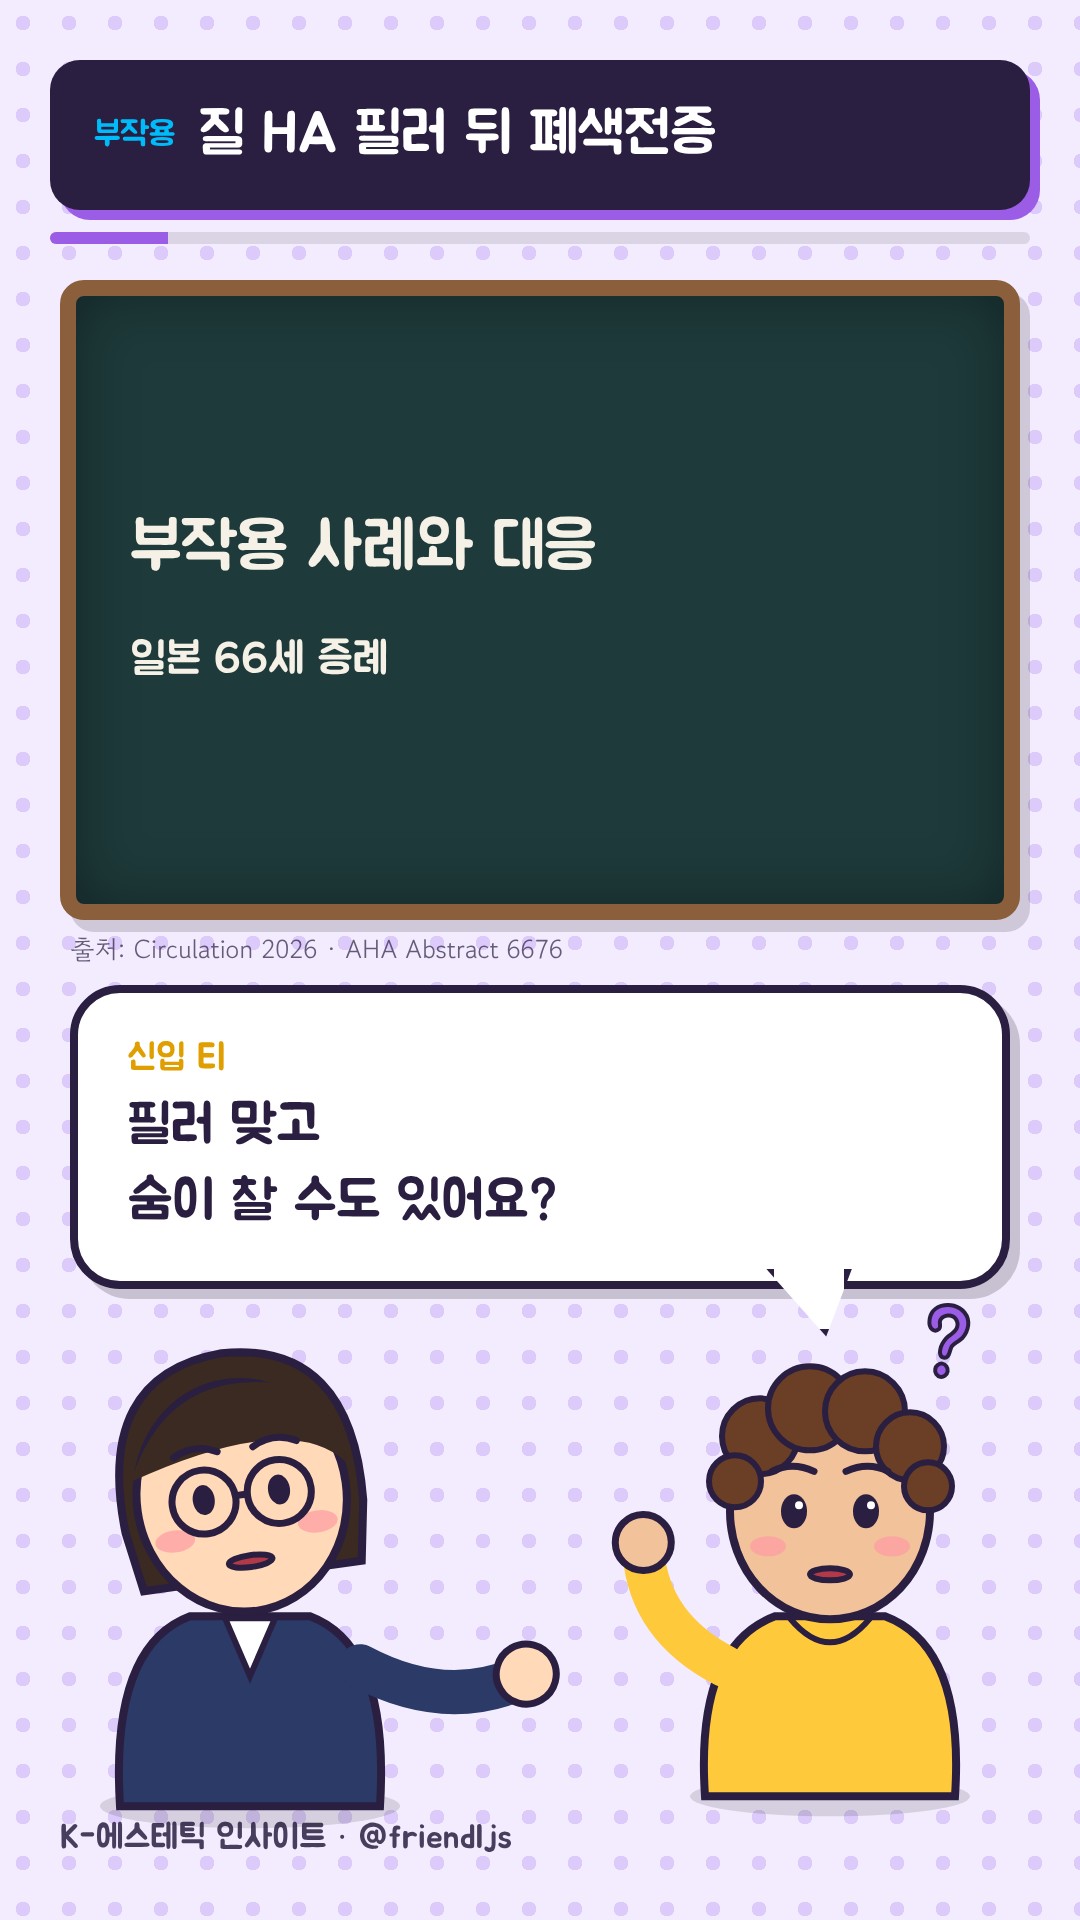 부작용 질 HA 필러 뒤 폐색전증
부작용 사례와 대응
일본 66세 증례
출처: Circulation 2026 · AHA Abstract 6676
신입 티
필러 맞고
숨이 찰 수도 있어요?
?
K-에스테틱 인사이트 · @friendljs